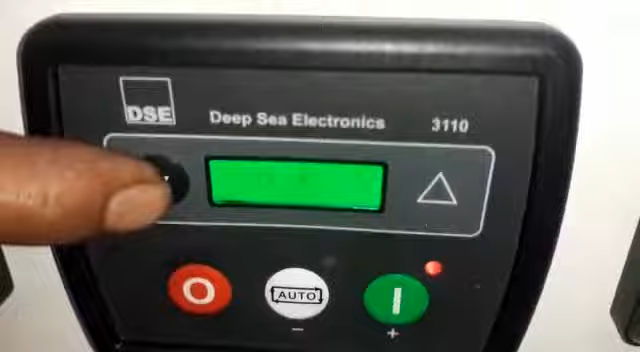 DSE
Deep Sea Electronics 3110
O
AUTO
I
− +